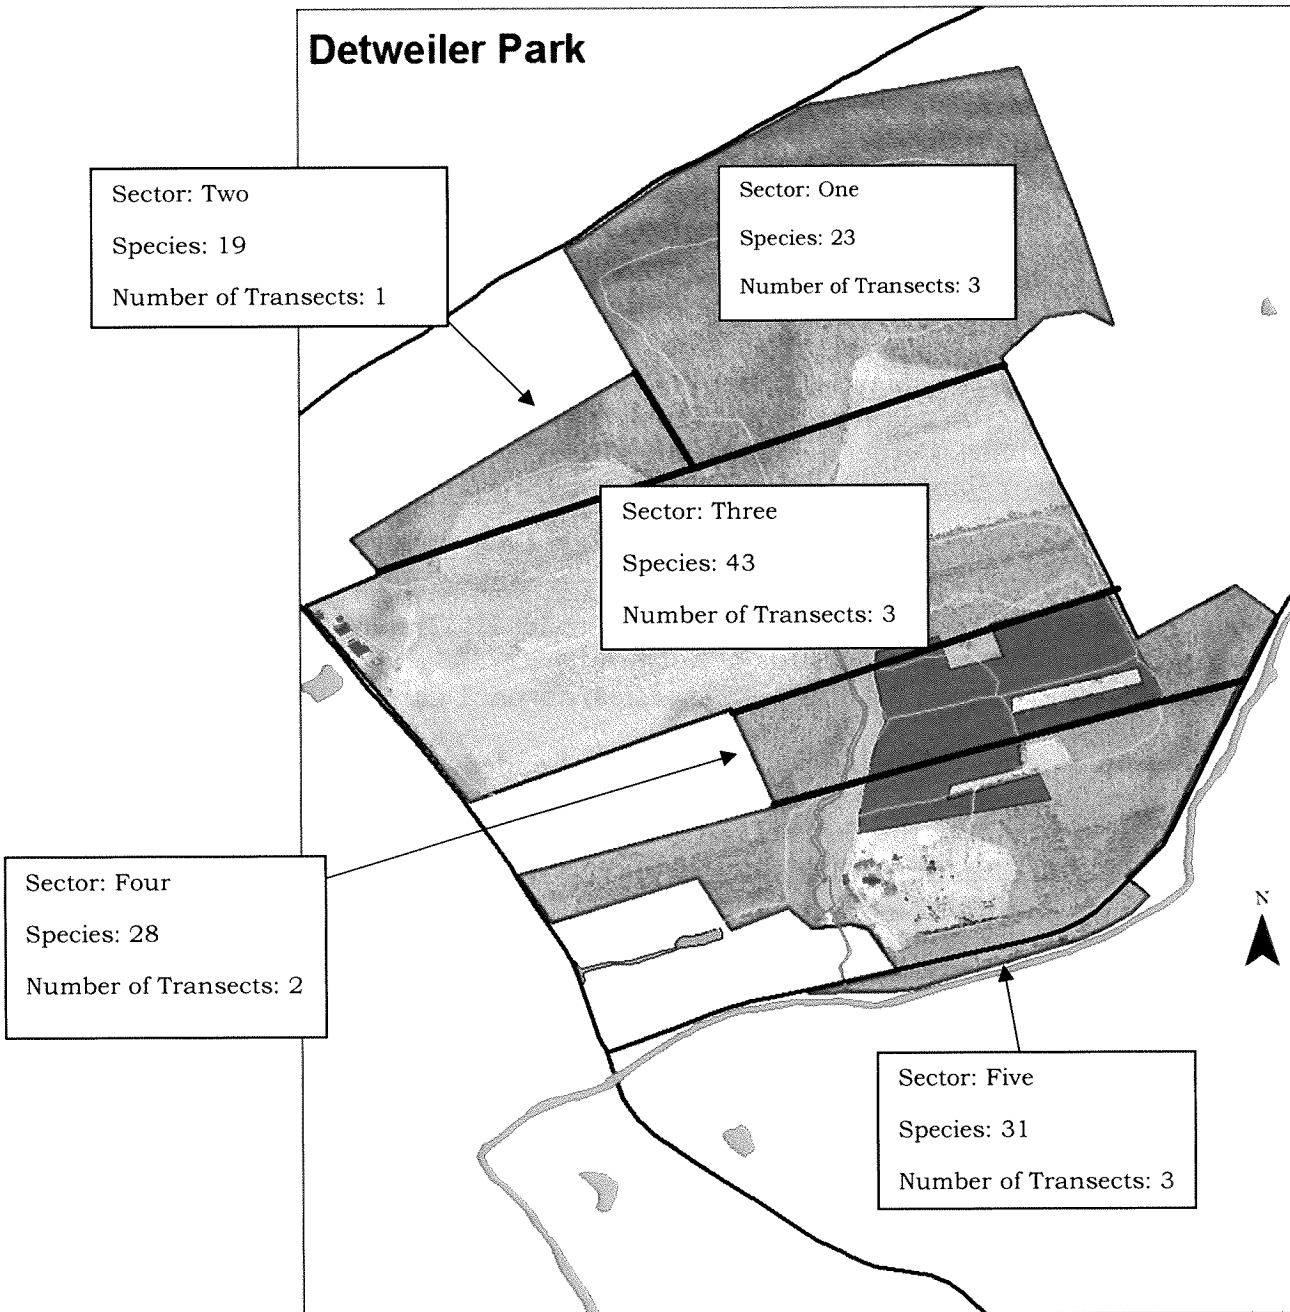 Detweiler Park
Sector: Two
Species: 19
Number of Transects: 1
Sector: One
Species: 23
Number of Transects: 3
Sector: Three
Species: 43
Number of Transects: 3
Sector: Four
Species: 28
Number of Transects: 2
N
Sector: Five
Species: 31
Number of Transects: 3